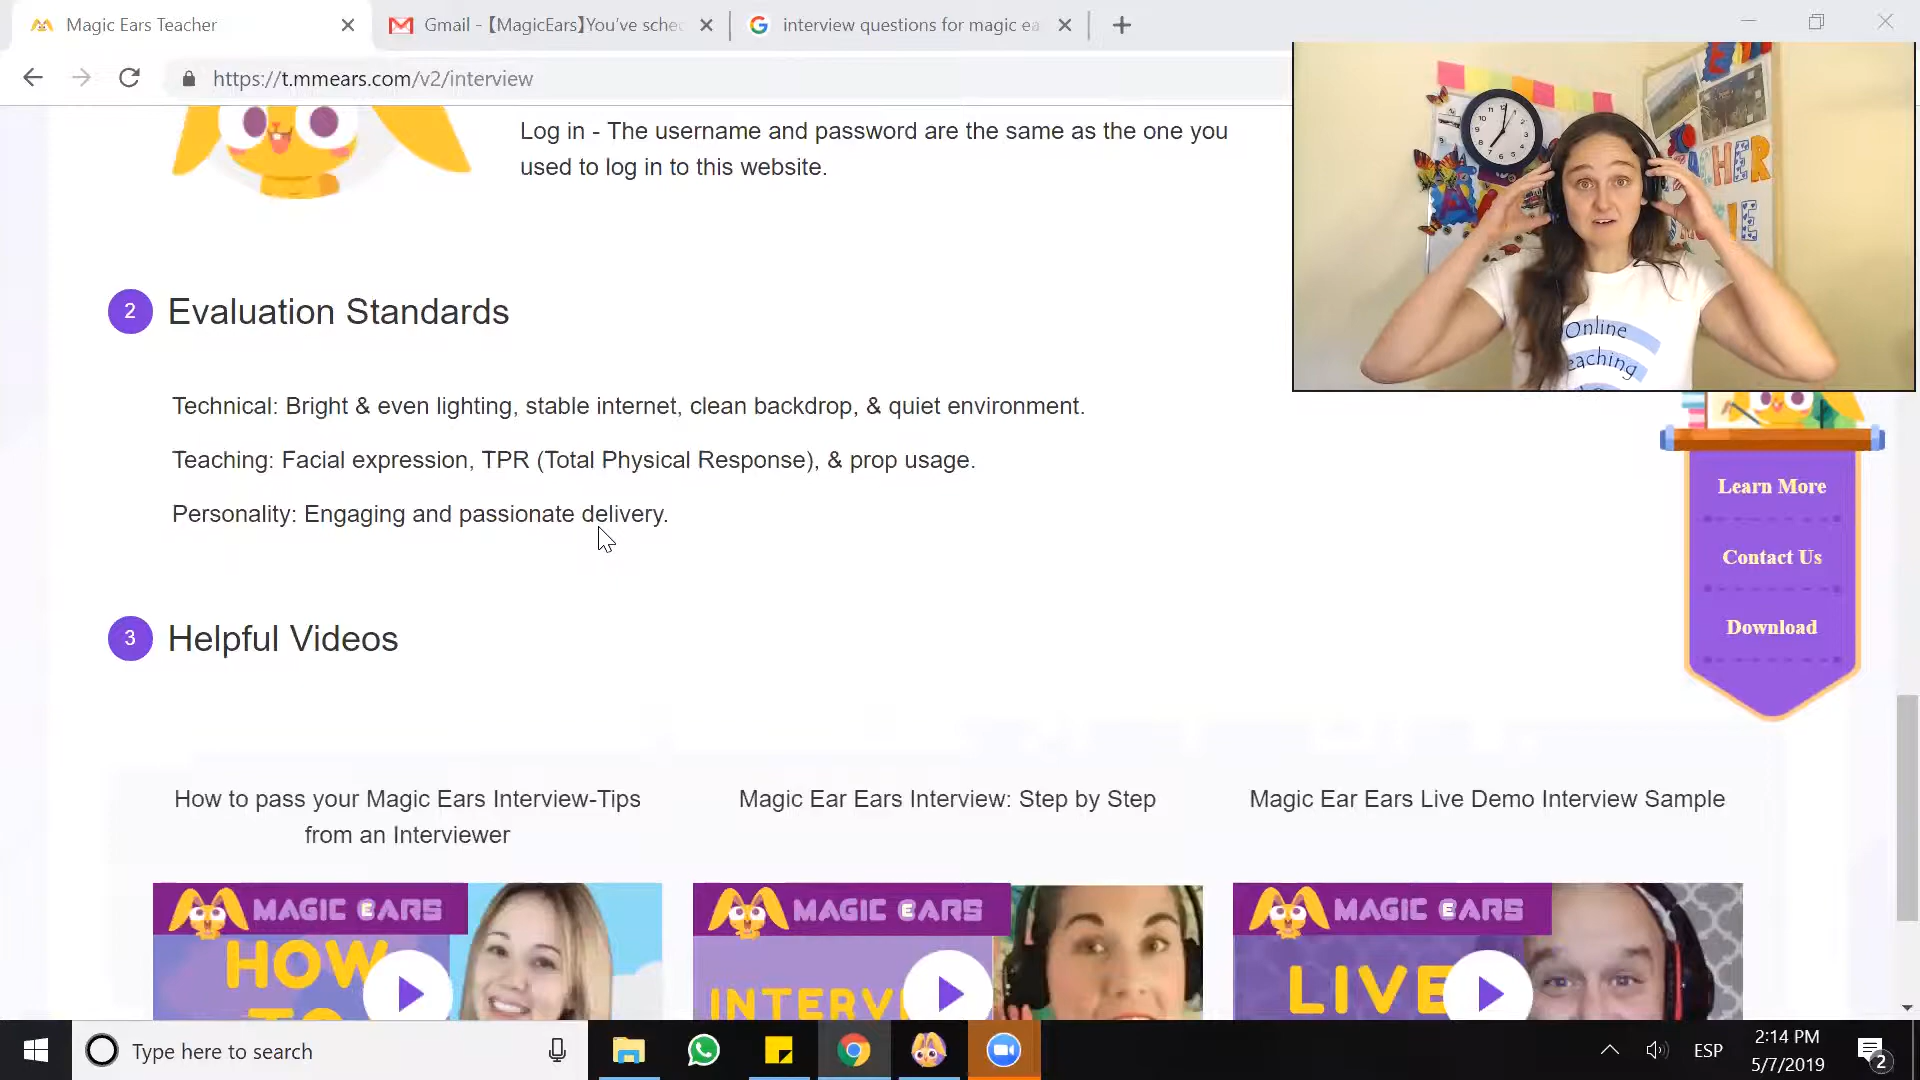 Magic Ears Teacher
Gmail - 【MagicEars】You've sche
interview questions for magic ea
https://t.mmears.com/v2/interview
Log in - The username and password are the same as the one you
used to log in to this website.
2 Evaluation Standards
Technical: Bright & even lighting, stable internet, clean backdrop, & quiet environment.
Teaching: Facial expression, TPR (Total Physical Response), & prop usage.
Personality: Engaging and passionate delivery.
Online
eaching
Learn More
Contact Us
Download
3 Helpful Videos
How to pass your Magic Ears Interview-Tips
from an Interviewer
Magic Ear Ears Interview: Step by Step
Magic Ear Ears Live Demo Interview Sample
MAGIC EARS
HOW
TO
MAGIC EARS
INTERV
MAGIC EARS
LIVE
Type here to search
ESP
2:14 PM
5/7/2019
2